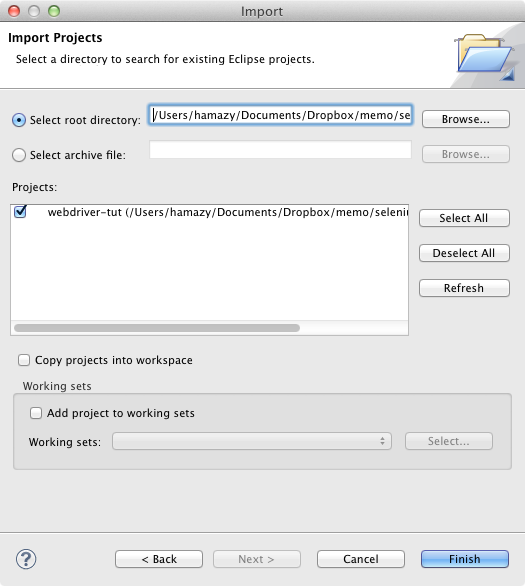 Import
Import Projects
Select a directory to search for existing Eclipse projects.
Select root directory:
/Users/hamazy/Documents/Dropbox/memo/se
Browse...
Select archive file:
Browse...
Projects:
webdriver-tut (/Users/hamazy/Documents/Dropbox/memo/seleniu
Select All
Deselect All
Refresh
Copy projects into workspace
Working sets
Add project to working sets
Working sets:
Select...
?
< Back
Next >
Cancel
Finish